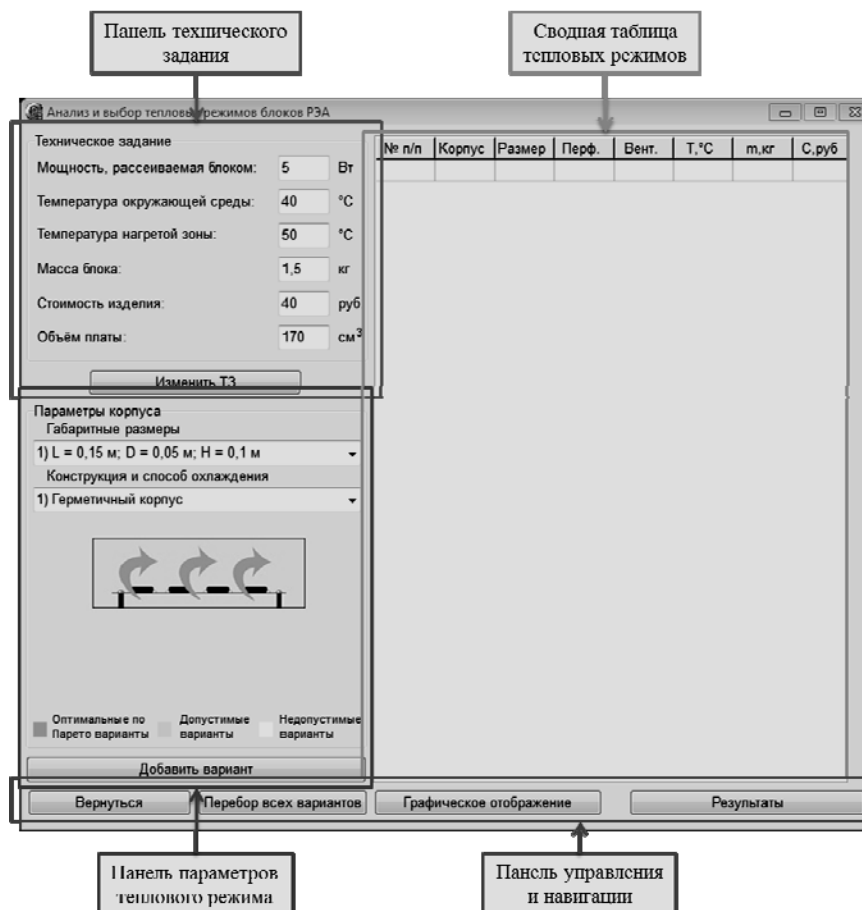 Панель технического
задания
Сводная таблица
тепловых режимов
Анализ и выбор тепловых режимов блоков РЭА
Техническое задание
Мощность, рассеиваемая блоком: 5 Вт
Температура окружающей среды: 40 °C
Температура нагретой зоны: 50 °C
Масса блока: 1,5 кг
Стоимость изделия: 40 руб
Объём платы: 170 см³
Изменить ТЗ
№ п/п Корпус Размер Перф. Вент. T,°C m,кг С,руб
Параметры корпуса
Габаритные размеры
1) L = 0,15 м; D = 0,05 м; H = 0,1 м
Конструкция и способ охлаждения
1) Герметичный корпус
Оптимальные по
Парето варианты
Допустимые
варианты
Недопустимые
варианты
Добавить вариант
Вернуться Перебор всех вариантов Графическое отображение Результаты
Панель параметров
теплового режима
Панель управления
и навигации